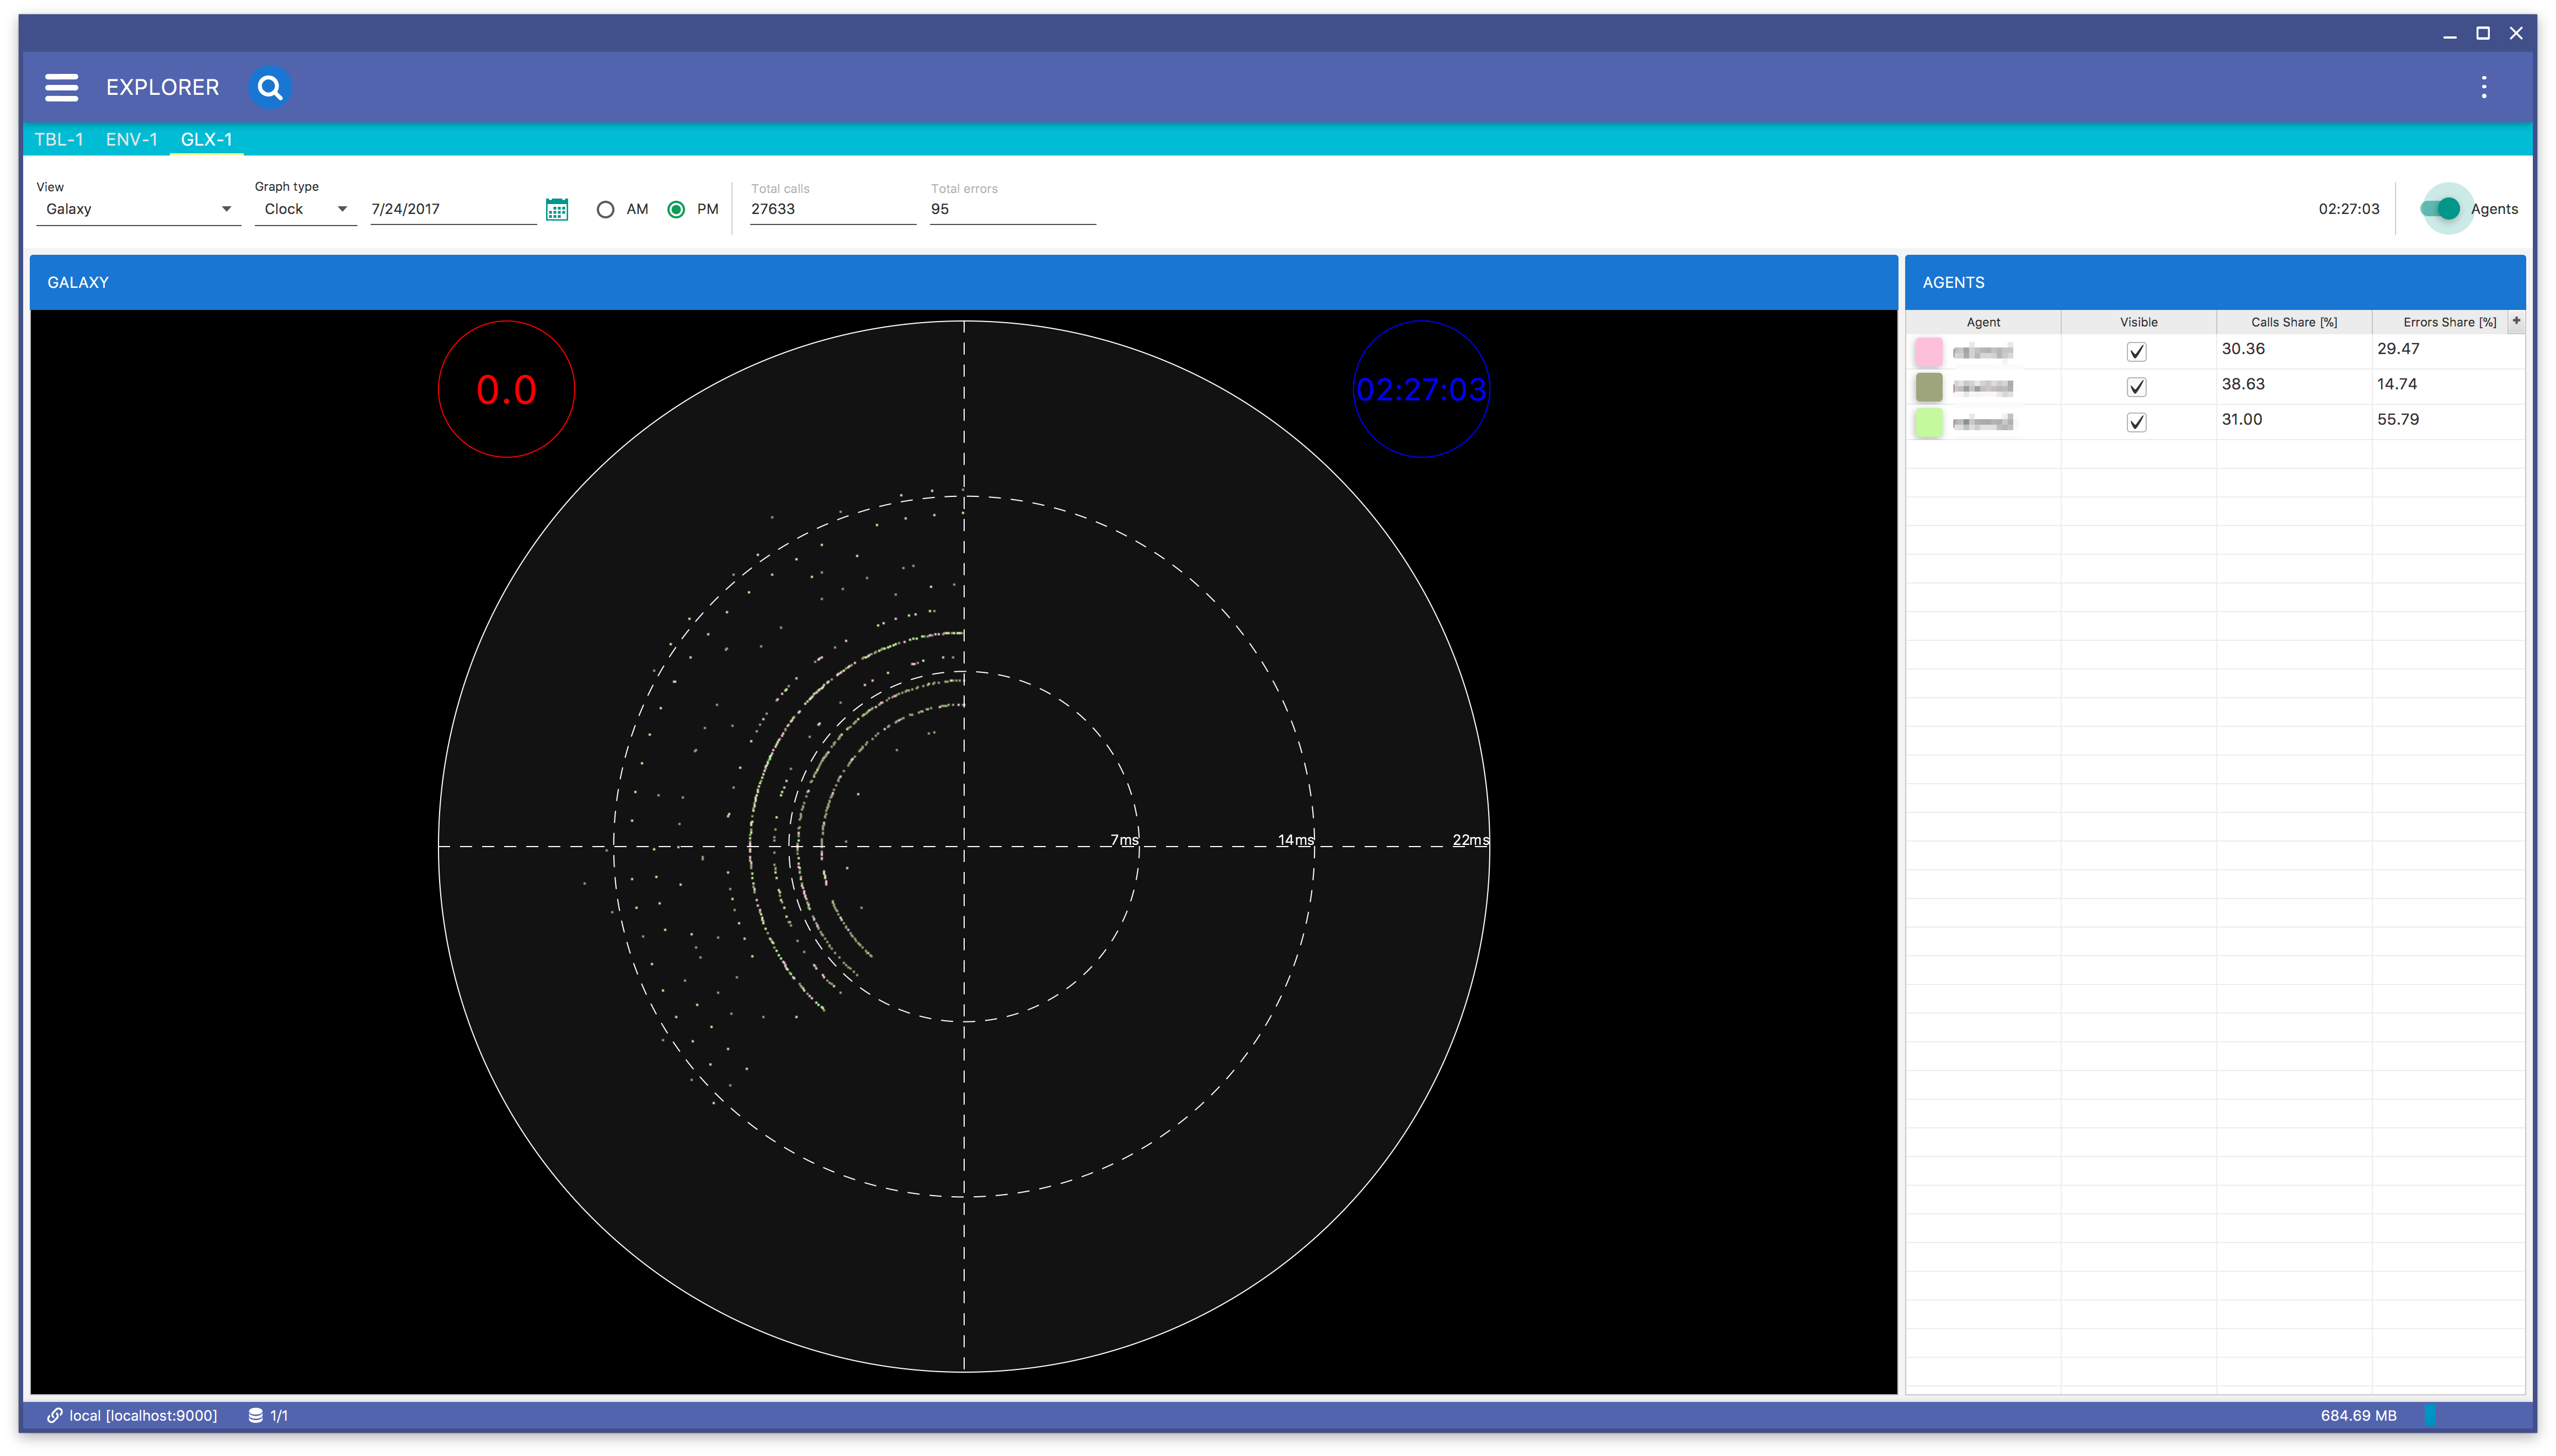 EXPLORER
TBL-1 ENV-1 GLX-1
View Graph type Total calls Total errors
Galaxy Clock 7/24/2017 AM PM 27633 95 02:27:03 Agents
GALAXY
0.0
02:27:03
7ms 14ms 22ms
AGENTS
Agent Visible Calls Share [%] Errors Share [%] +
30.36 29.47
38.63 14.74
31.00 55.79
local [localhost:9000] 1/1 684.69 MB